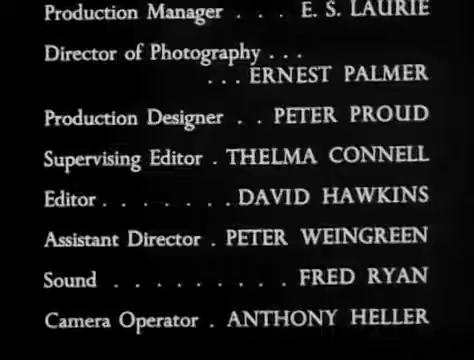 Production Manager . . . E. S. LAURIE
Director of Photography . . .
. . . ERNEST PALMER
Production Designer . . PETER PROUD
Supervising Editor . THELMA CONNELL
Editor . . . . . . . DAVID HAWKINS
Assistant Director . PETER WEINGREEN
Sound . . . . . . . . . FRED RYAN
Camera Operator . ANTHONY HELLER